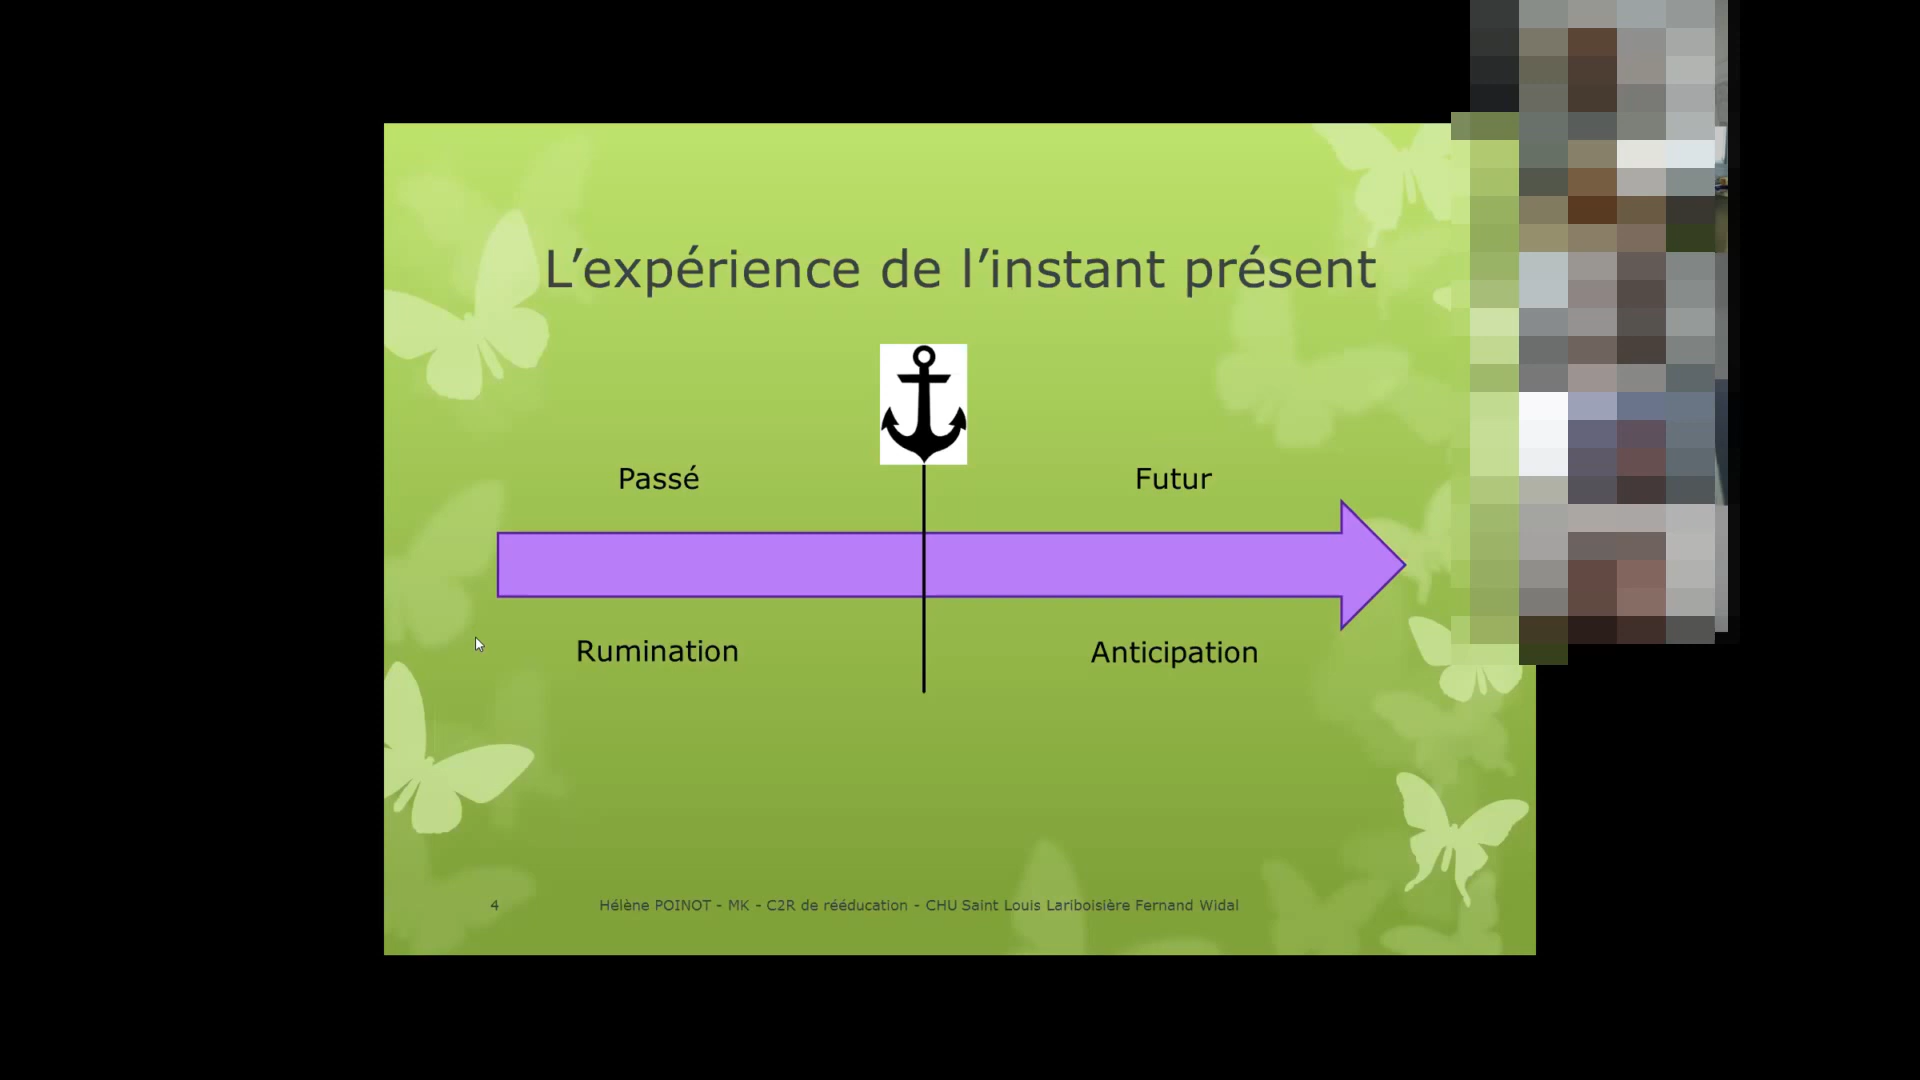 L’expérience de l’instant présent
Passé
Futur
Rumination
Anticipation
4
Hélène POINOT - MK - C2R de rééducation - CHU Saint Louis Lariboisière Fernand Widal